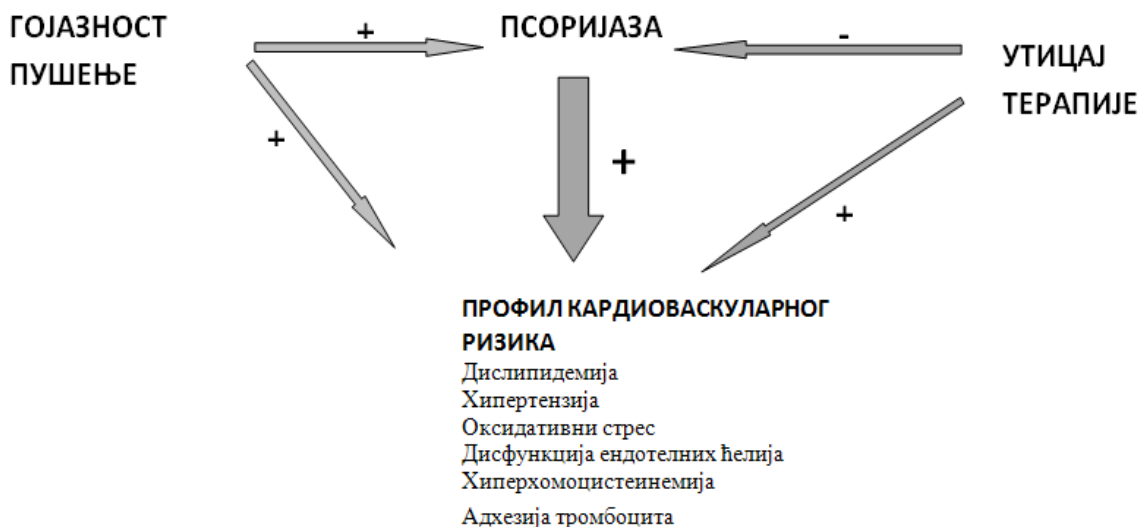 ГОЈАЗНОСТ
ПУШЕЊЕ
+
ПСОРИЈАЗА
-
УТИЦАЈ
ТЕРАПИЈЕ
+
+
+
ПРОФИЛ КАРДИОВАСКУЛАРНОГ
РИЗИКА
Дислипидемија
Хипертензија
Оксидативни стрес
Дисфункција ендотелних ћелија
Хиперхомоцистеинемија
Адхезија тромбоцита